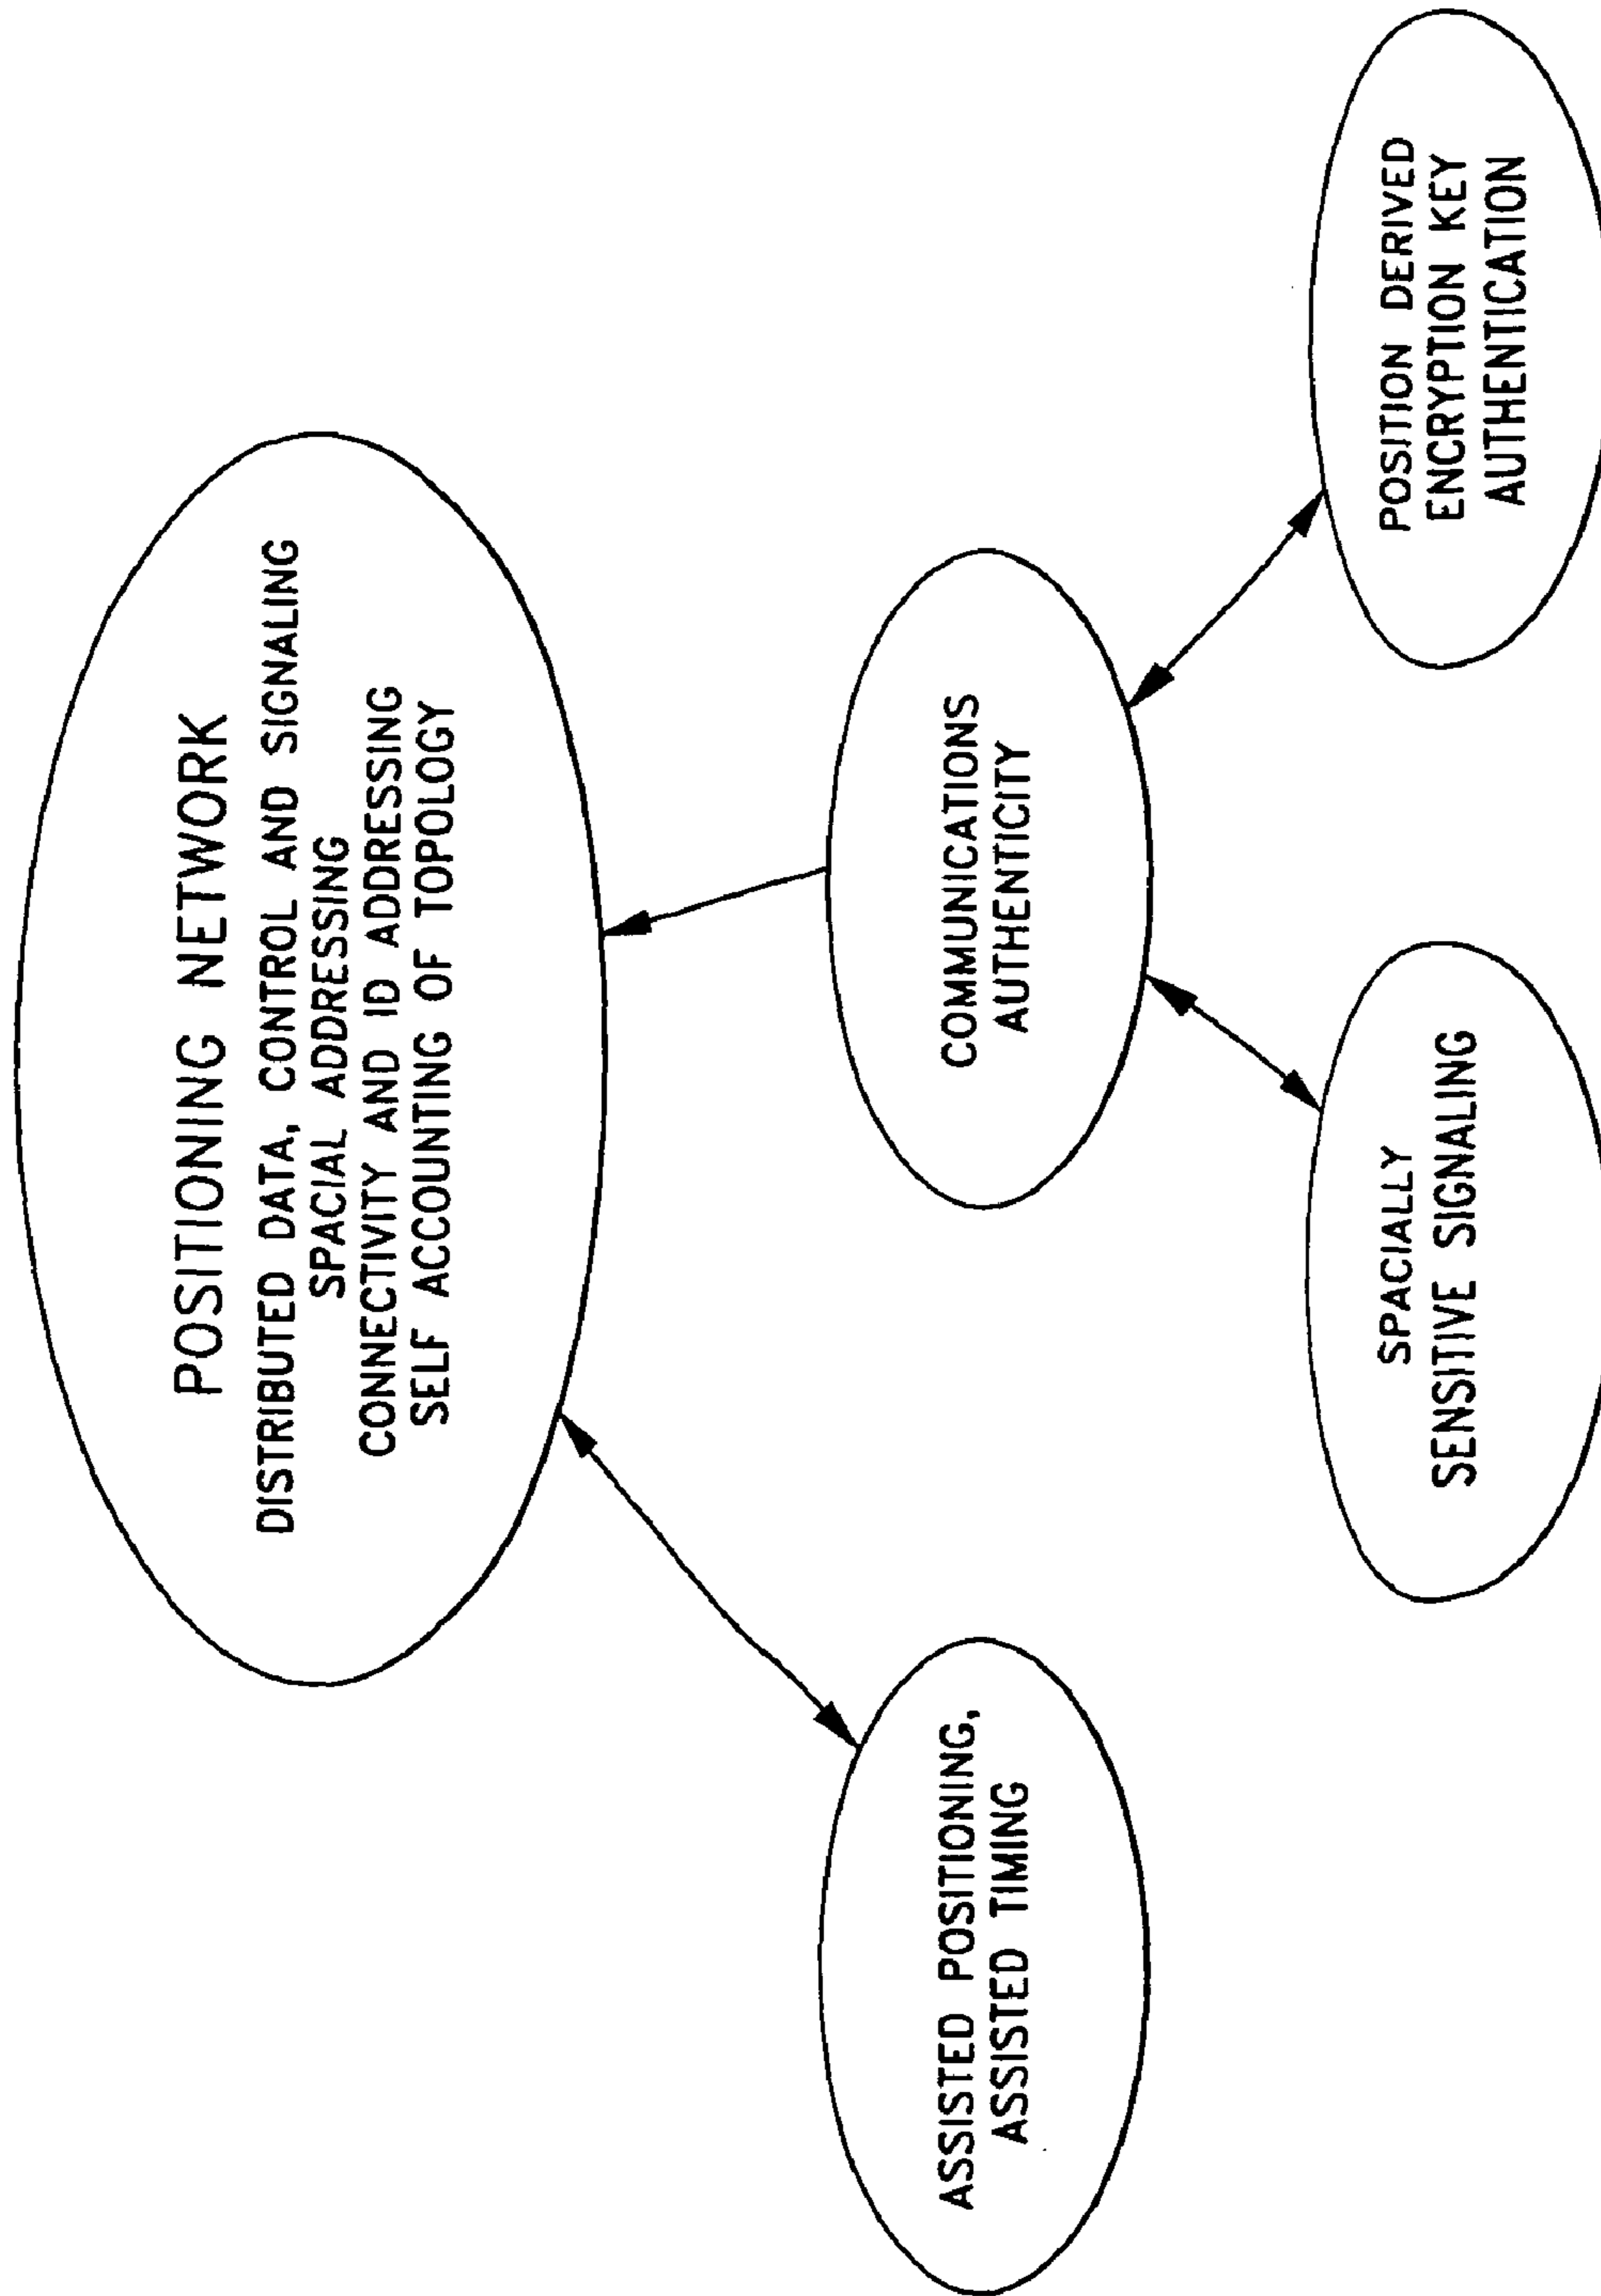 POSITIONING NETWORK
DISTRIBUTED DATA, CONTROL AND SIGNALING
SPACIAL ADDRESSING
CONNECTIVITY AND ID ADDRESSING
SELF ACCOUNTING OF TOPOLOGY
ASSISTED POSITIONING,
ASSISTED TIMING
COMMUNICATIONS
AUTHENTICITY
SPACIALLY
SENSITIVE SIGNALING
POSITION DERIVED
ENCRYPTION KEY
AUTHENTICATION